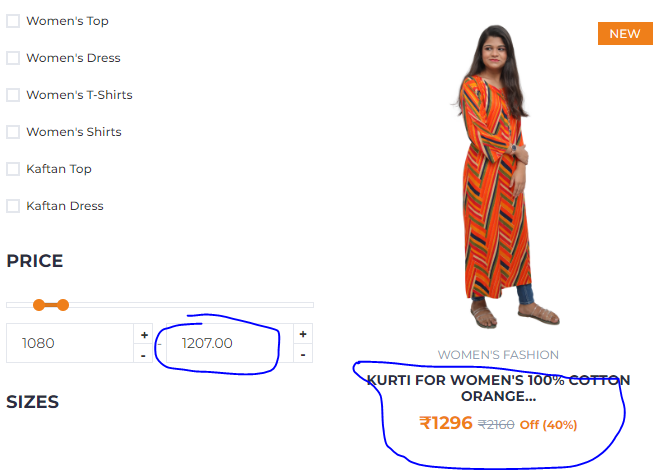 Women's Top
Women's Dress
Women's T-Shirts
Women's Shirts
Kaftan Top
Kaftan Dress
PRICE
1080 + - - 1207.00 + -
SIZES
NEW
WOMEN'S FASHION
KURTI FOR WOMEN'S 100% COTTON
ORANGE...
₹1296 ₹2160 Off (40%)